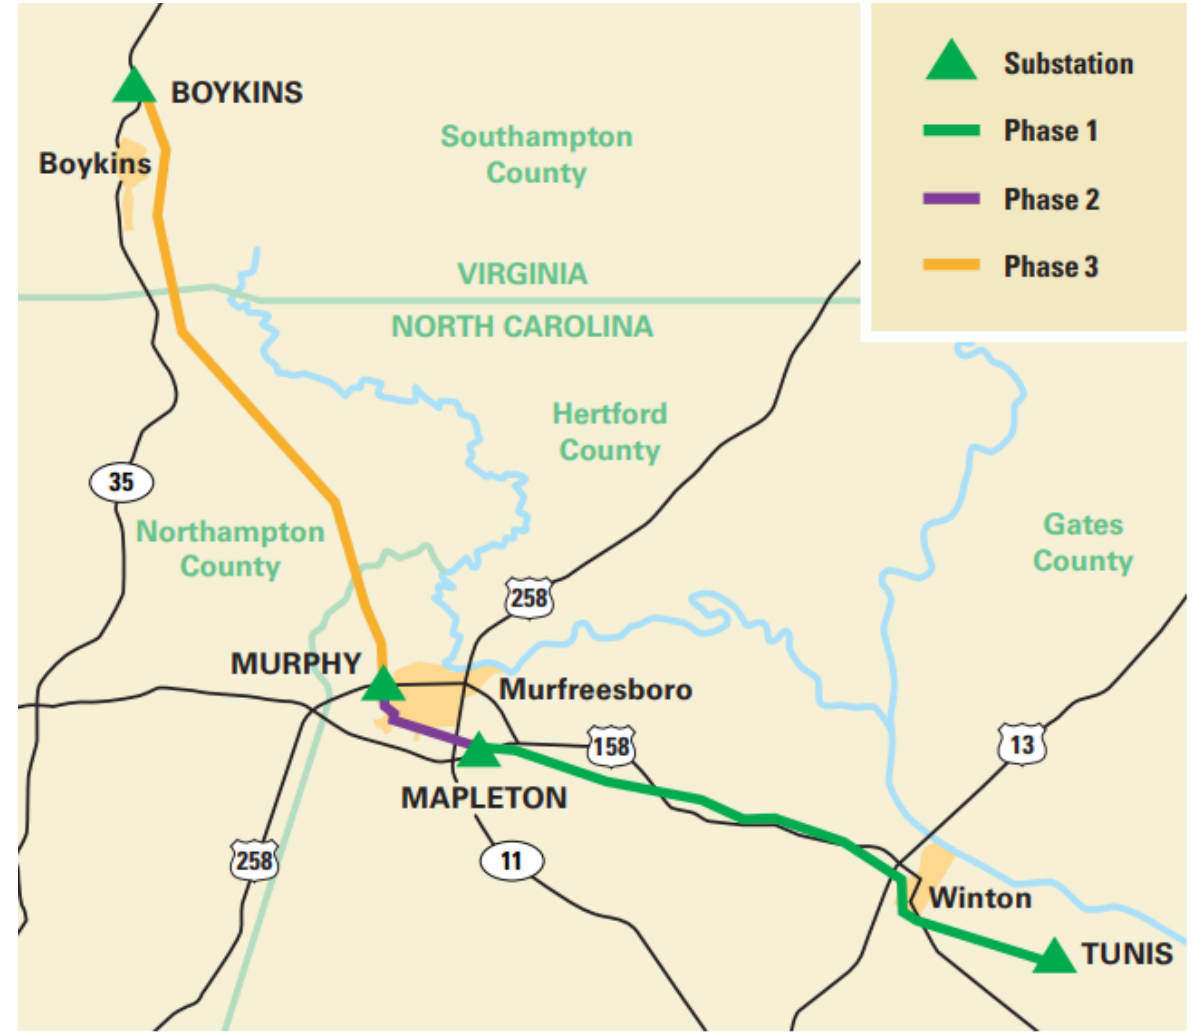 BOYKINS
Boykins
Southampton
County
VIRGINIA
NORTH CAROLINA
Hertford
County
35
Northampton
County
Gates
County
258
MURPHY
Murfreesboro
158
13
MAPLETON
258
11
Winton
TUNIS
Substation
Phase 1
Phase 2
Phase 3